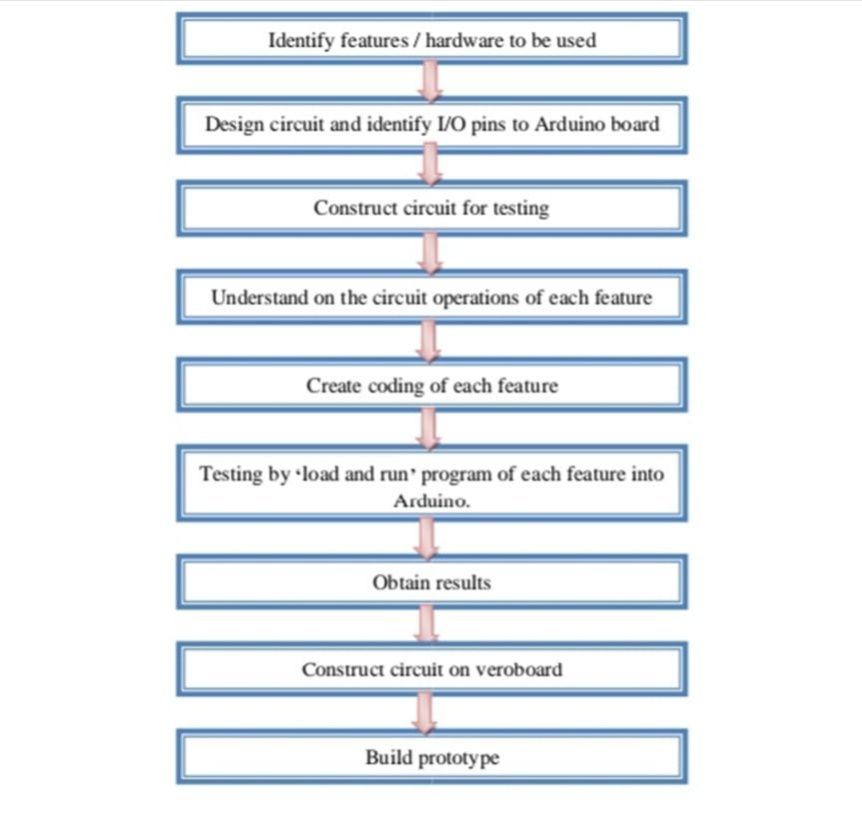 Identify features / hardware to be used
Design circuit and identify I/O pins to Arduino board
Construct circuit for testing
Understand on the circuit operations of each feature
Create coding of each feature
Testing by ‘load and run’ program of each feature into
Arduino.
Obtain results
Construct circuit on veroboard
Build prototype